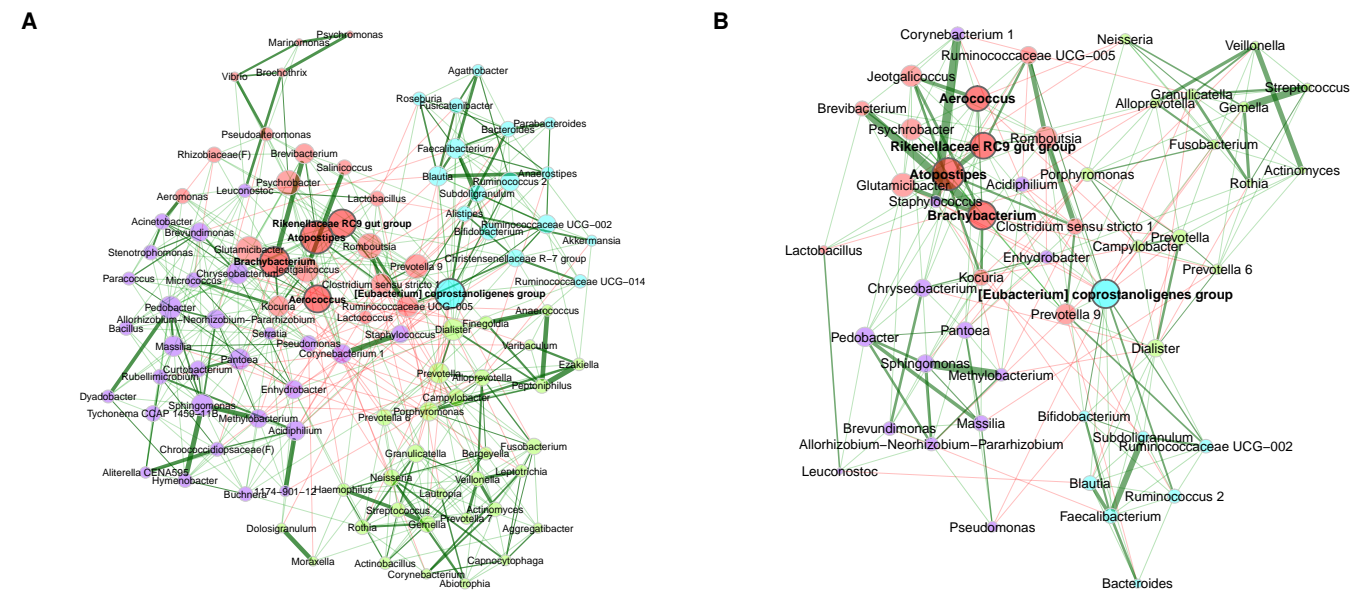 A
Psychromonas
Marinomonas
Vibrio
Brochothrix
Agathobacter
Roseburia
Fusicatenibacter
Parabacteroides
Bacteroides
Pseudoalteromonas
Faecalibacterium
Rhizobiaceae(F)
Brevibacterium
Salinicoccus
Blautia
Anaerostipes
Psychrobacter
Ruminococcus 2
Leuconostoc
Subdoligranulum
Aeromonas
Lactobacillus
Alistipes
Acinetobacter
Rikenellaceae RC9 gut group
Ruminococcaceae UCG−002
Brevundimonas
Bifidobacterium
Atopostipes
Akkermansia
Stenotrophomonas
Glutamicibacter
Romboutsia
Brachybacterium
Christensenellaceae R−7 group
Prevotella 9
Jeotgalicoccus
Chryseobacterium
Paracoccus
Micrococcus
Clostridium sensu stricto 1
Ruminococcaceae UCG−014
[Eubacterium] coprostanoligenes group
Aerococcus
Pedobacter
Kocuria
Ruminococcaceae UCG−005
Anaerococcus
Allorhizobium−Neorhizobium−Pararhizobium
Lactococcus
Finegoldia
Bacillus
Serratia
Staphylococcus
Dialister
Massilia
Pseudomonas
Varibaculum
Corynebacterium 1
Pantoea
Ezakiella
Curtobacterium
Rubellimicrobium
Prevotella
Alloprevotella
Peptoniphilus
Enhydrobacter
Dyadobacter
Campylobacter
Sphingomonas
Tychonema CCAP 1459−11B
Porphyromonas
Methylobacterium
Prevotella 6
Acidiphilium
Chroococcidiopsaceae(F)
Fusobacterium
Granulicatella
Bergeyella
Aliterella CENA595
Leptotrichia
Hymenobacter
Neisseria
Veillonella
Buchnera
1174−901−12
Haemophilus
Lautropia
Streptococcus
Actinomyces
Prevotella 7
Dolosigranulum
Rothia
Gemella
Aggregatibacter
Moraxella
Actinobacillus
Capnocytophaga
Corynebacterium
Abiotrophia
B
Corynebacterium 1
Neisseria
Veillonella
Ruminococcaceae UCG−005
Jeotgalicoccus
Streptococcus
Aerococcus
Granulicatella
Alloprevotella
Gemella
Brevibacterium
Psychrobacter
Romboutsia
Rikenellaceae RC9 gut group
Fusobacterium
Atopostipes
Porphyromonas
Actinomyces
Glutamicibacter
Acidiphilium
Rothia
Staphylococcus
Brachybacterium
Clostridium sensu stricto 1
Prevotella
Lactobacillus
Campylobacter
Enhydrobacter
Prevotella 6
Kocuria
Chryseobacterium
[Eubacterium] coprostanoligenes group
Prevotella 9
Pedobacter
Pantoea
Dialister
Sphingomonas
Methylobacterium
Bifidobacterium
Massilia
Brevundimonas
Subdoligranulum
Allorhizobium−Neorhizobium−Pararhizobium
Ruminococcaceae UCG−002
Leuconostoc
Blautia
Ruminococcus 2
Faecalibacterium
Pseudomonas
Bacteroides